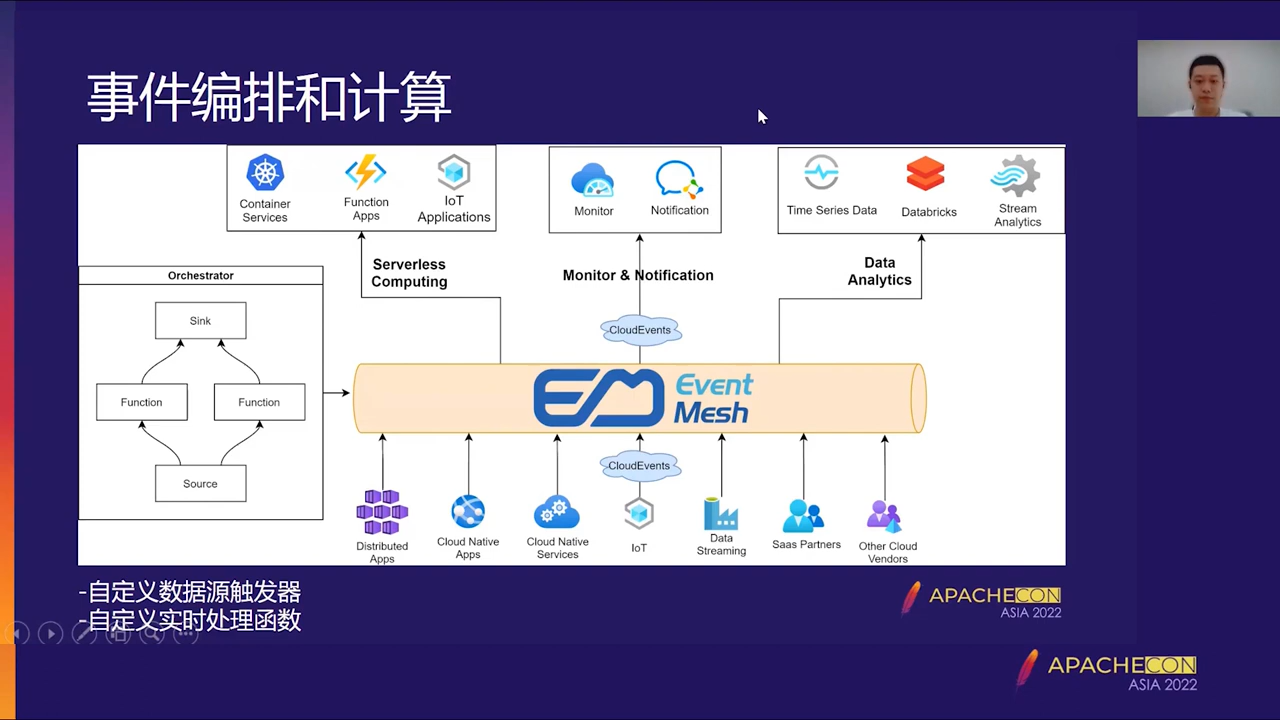 事件编排和计算
Container
Services
Function
Apps
IoT
Applications
Monitor
Notification
Time Series Data
Databricks
Stream
Analytics
Serverless
Computing
Monitor & Notification
Data
Analytics
Orchestrator
Sink
Function
Function
Source
CloudEvents
Event
Mesh
CloudEvents
Distributed
Apps
Cloud Native
Apps
Cloud Native
Services
IoT
Data
Streaming
Saas Partners
Other Cloud
Vendors
-自定义数据源触发器
-自定义实时处理函数
APACHECON
ASIA 2022
APACHECON
ASIA 2022